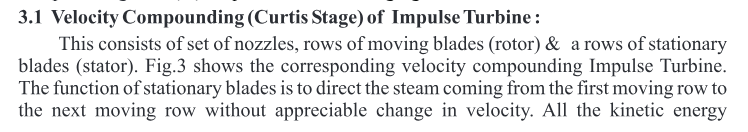 3.1 Velocity Compounding (Curtis Stage) of Impulse Turbine :
This consists of set of nozzles, rows of moving blades (rotor) & a rows of stationary
blades (stator). Fig.3 shows the corresponding velocity compounding Impulse Turbine.
The function of stationary blades is to direct the steam coming from the first moving row to
the next moving row without appreciable change in velocity. All the kinetic energy